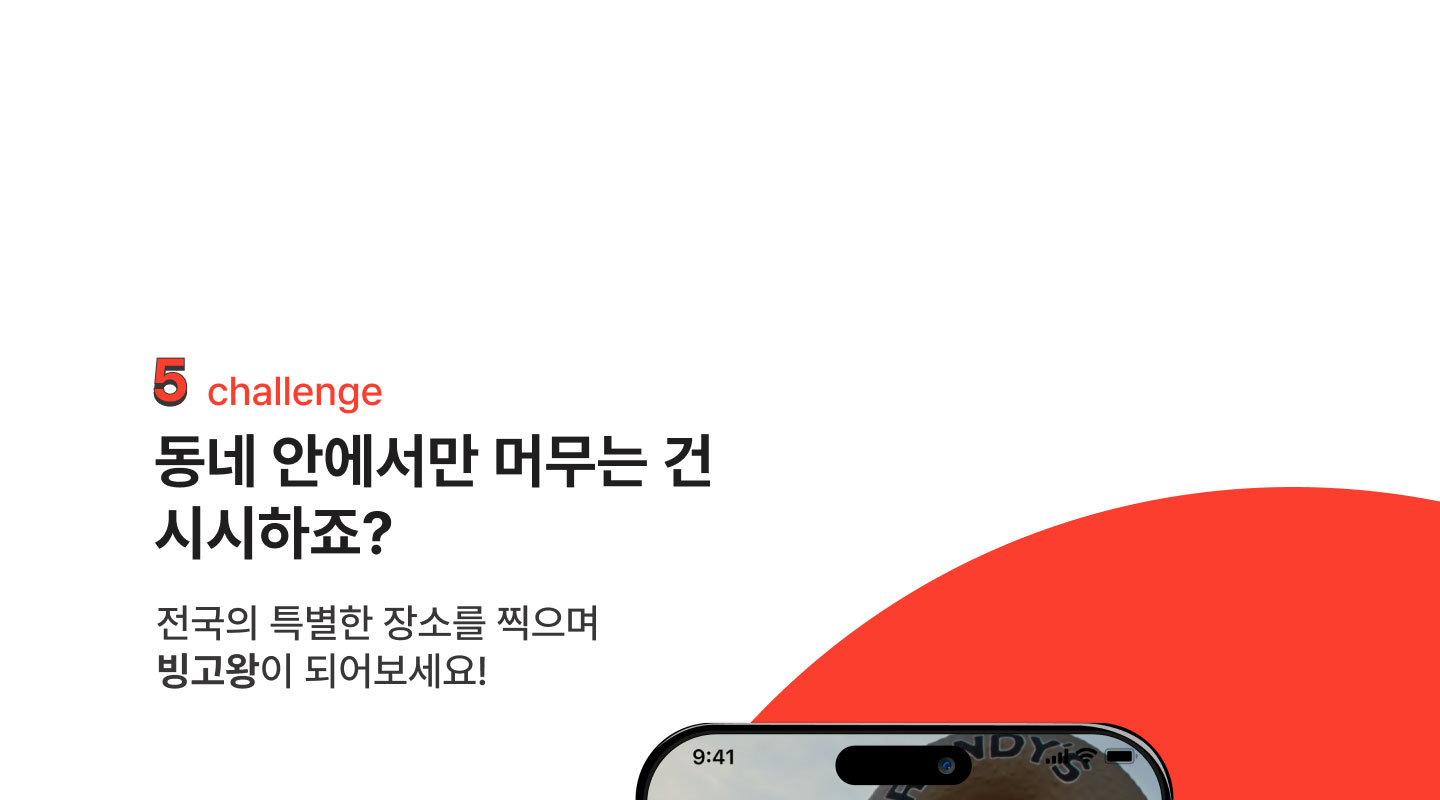 5 challenge
동네 안에서만 머무는 건
시시하죠?
전국의 특별한 장소를 찍으며
빙고왕이 되어보세요!
9:41